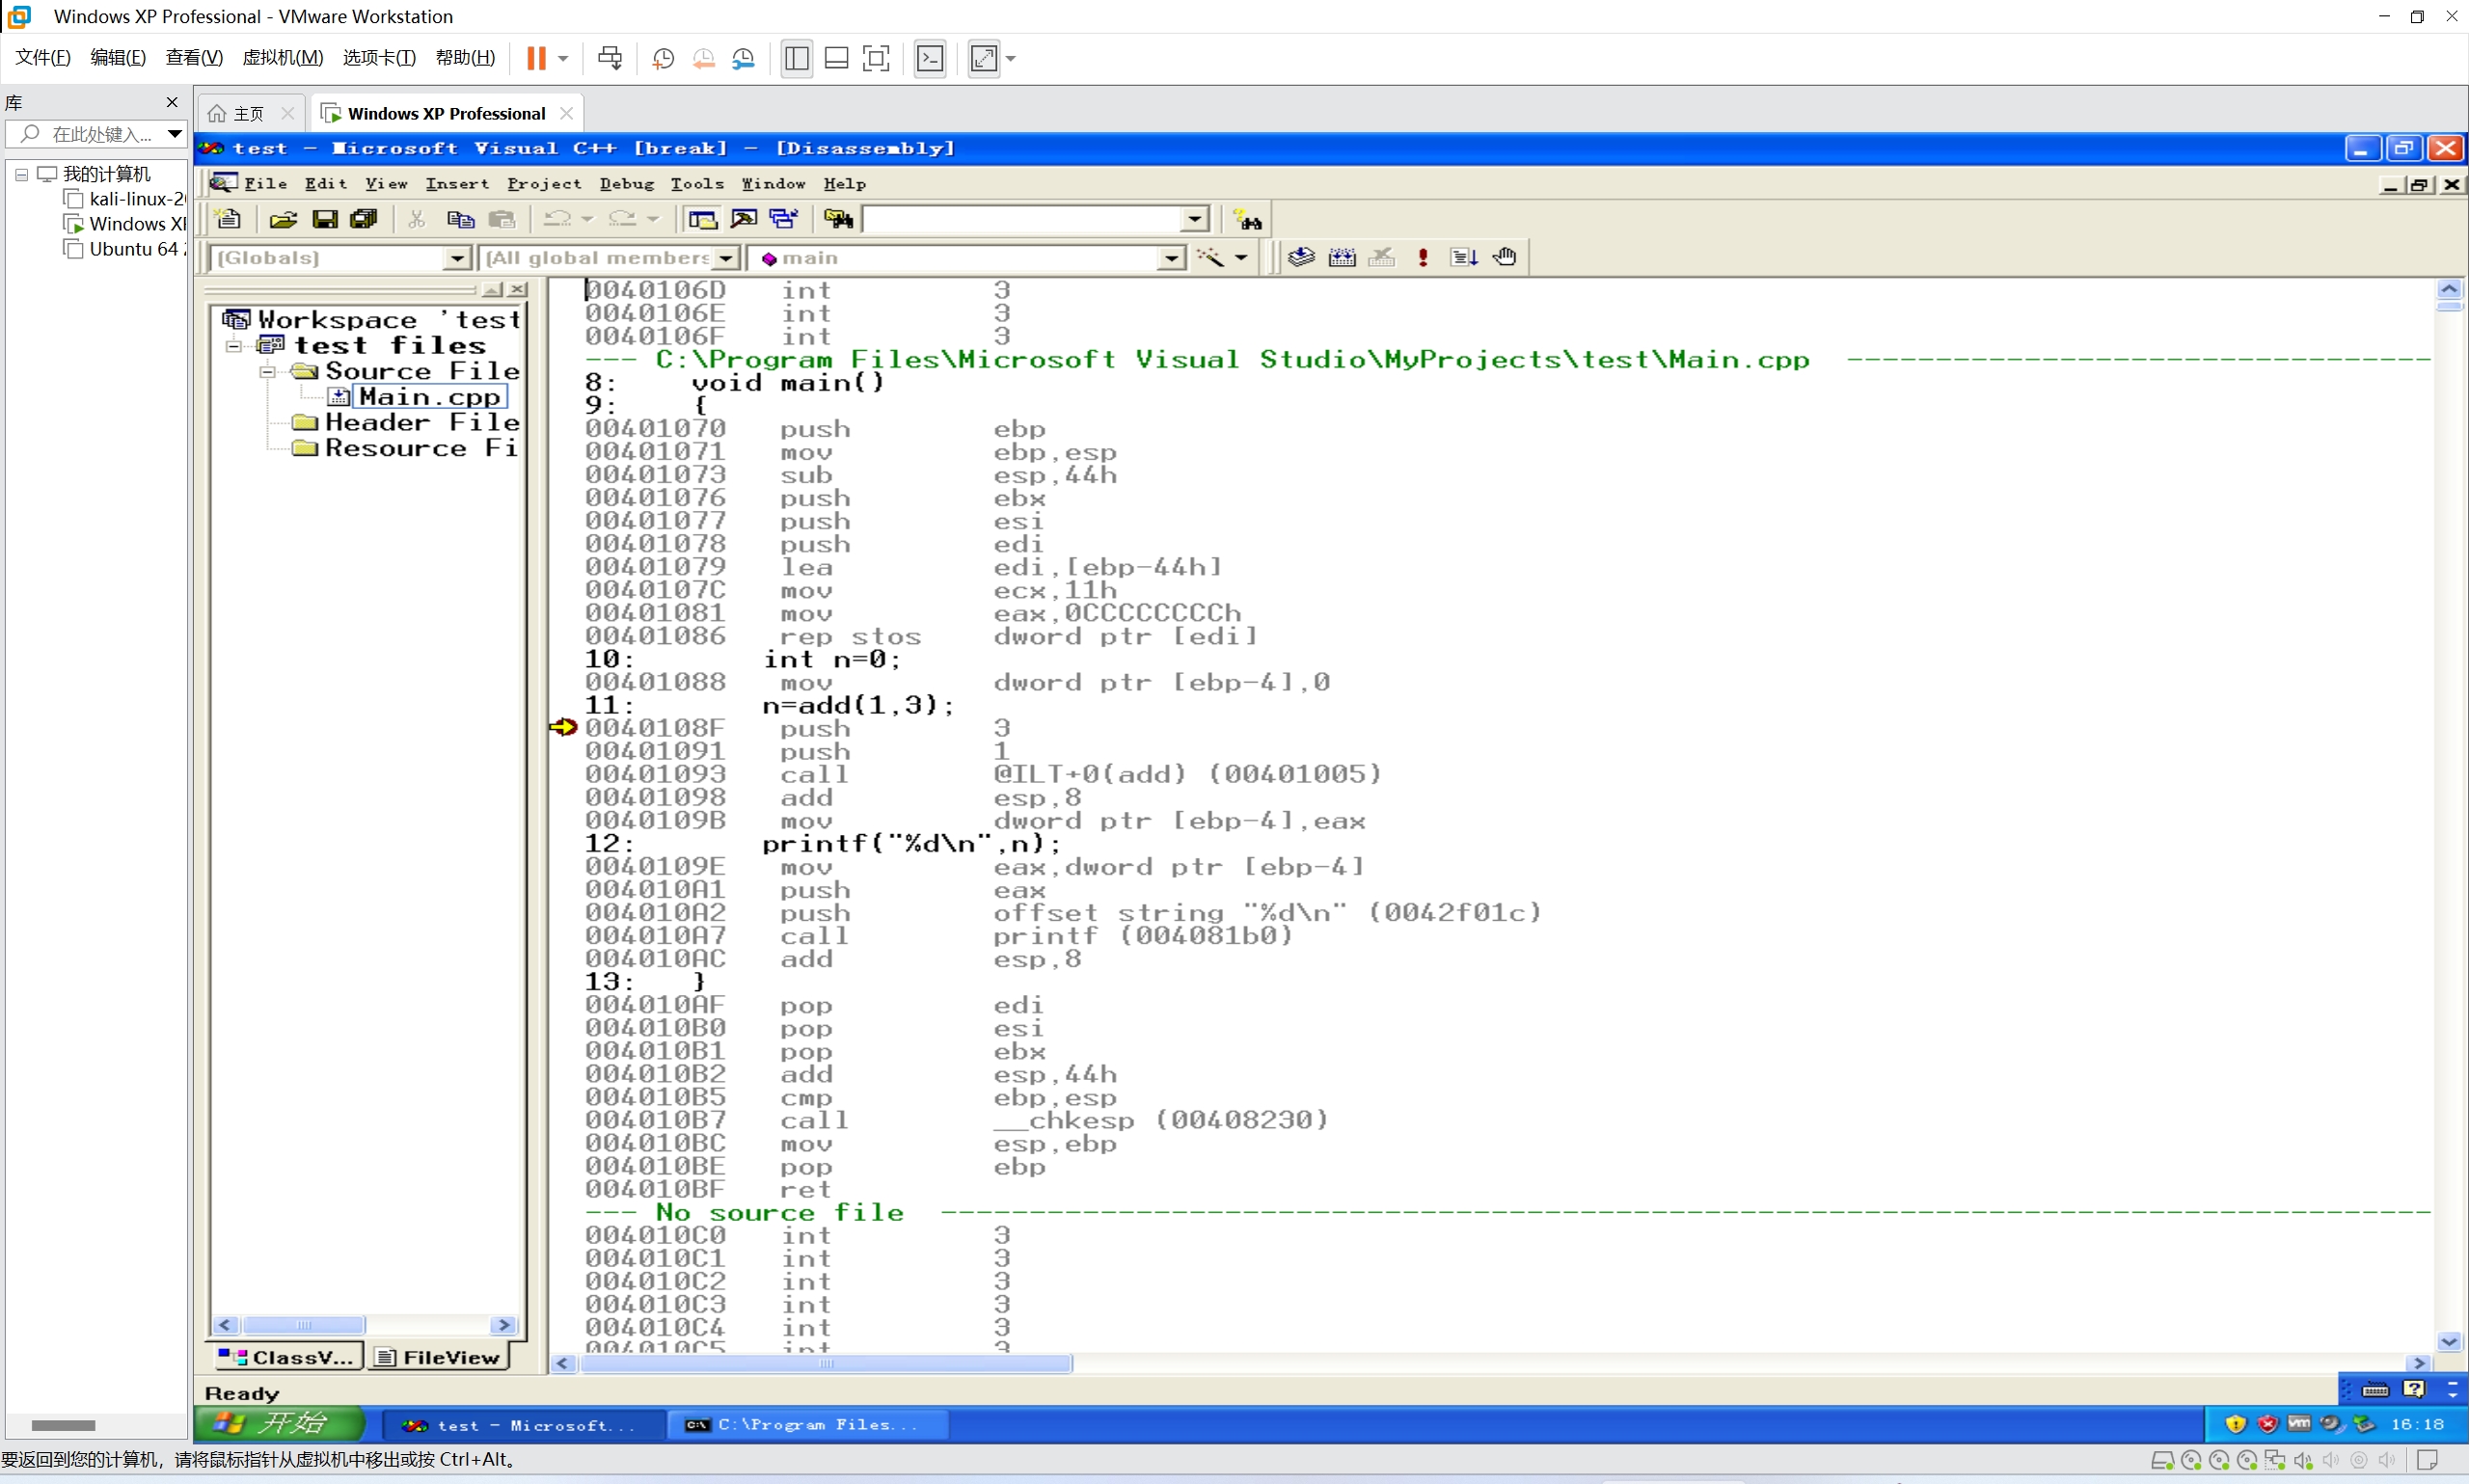 Windows XP Professional - VMware Workstation
文件(F) 编辑(E) 查看(V) 虚拟机(M) 选项卡(T) 帮助(H)
库
在此处键入...
我的计算机
kali-linux-2
Windows XI
Ubuntu 64
主页
Windows XP Professional
test - Microsoft Visual C++ [break] - [Disassembly]
File Edit View Insert Project Debug Tools Window Help
(Globals) (All global members main
Workspace 'test
test files
Source File
Main.cpp
Header File
Resource Fi
ClassV... FileView
0040106D int 3
0040106E int 3
0040106F int 3
--- C:\Program Files\Microsoft Visual Studio\MyProjects\test\Main.cpp ---------------------------------
8: void main()
9: {
00401070 push ebp
00401071 mov ebp,esp
00401073 sub esp,44h
00401076 push ebx
00401077 push esi
00401078 push edi
00401079 lea edi,[ebp-44h]
0040107C mov ecx,11h
00401081 mov eax,0CCCCCCCCh
00401086 rep stos dword ptr [edi]
10: int n=0;
00401088 mov dword ptr [ebp-4],0
11: n=add(1,3);
0040108F push 3
00401091 push 1
00401093 call @ILT+0(add) (00401005)
00401098 add esp,8
0040109B mov dword ptr [ebp-4],eax
12: printf("%d\n",n);
0040109E mov eax,dword ptr [ebp-4]
004010A1 push eax
004010A2 push offset string "%d\n" (0042f01c)
004010A7 call printf (004081b0)
004010AC add esp,8
13: }
004010AF pop edi
004010B0 pop esi
004010B1 pop ebx
004010B2 add esp,44h
004010B5 cmp ebp,esp
004010B7 call __chkesp (00408230)
004010BC mov esp,ebp
004010BE pop ebp
004010BF ret
--- No source file ------------------------------------------------------------------------------------
004010C0 int 3
004010C1 int 3
004010C2 int 3
004010C3 int 3
004010C4 int 3
004010C5 int 3
Ready
开始 test - Microsoft... C:\Program Files... 16:18
要返回到您的计算机，请将鼠标指针从虚拟机中移出或按 Ctrl+Alt。